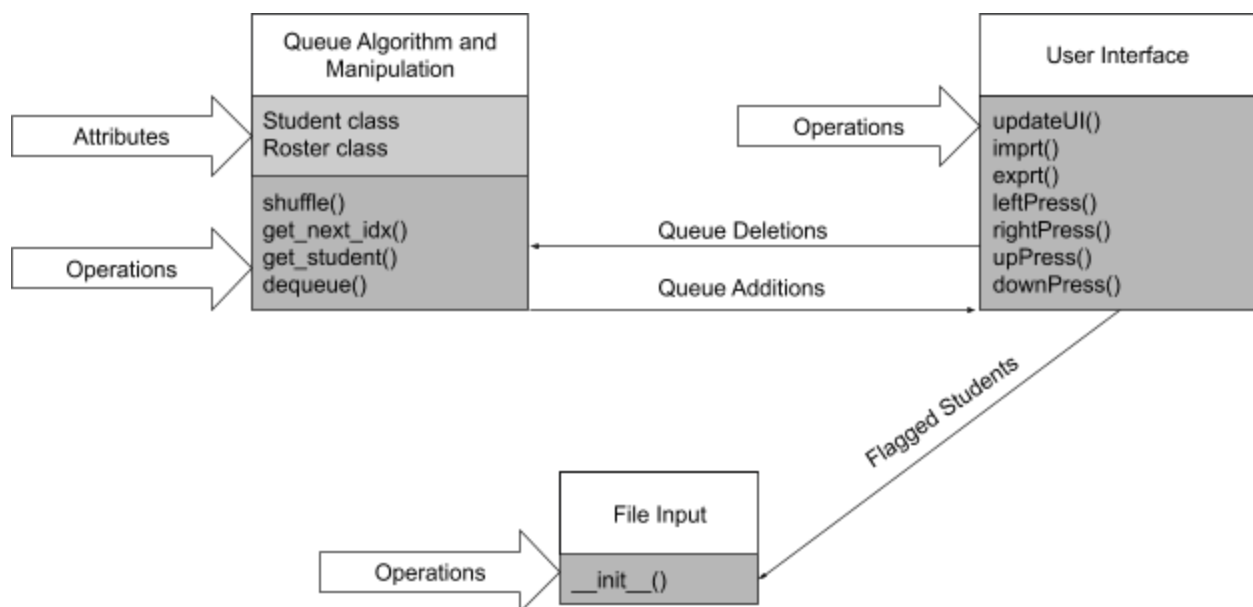 Queue Algorithm and
Manipulation
Attributes
Student class
Roster class
Operations
shuffle()
get_next_idx()
get_student()
dequeue()
User Interface
Operations
updateUI()
imprt()
exprt()
leftPress()
rightPress()
upPress()
downPress()
Queue Deletions
Queue Additions
Flagged Students
File Input
Operations
__init__()